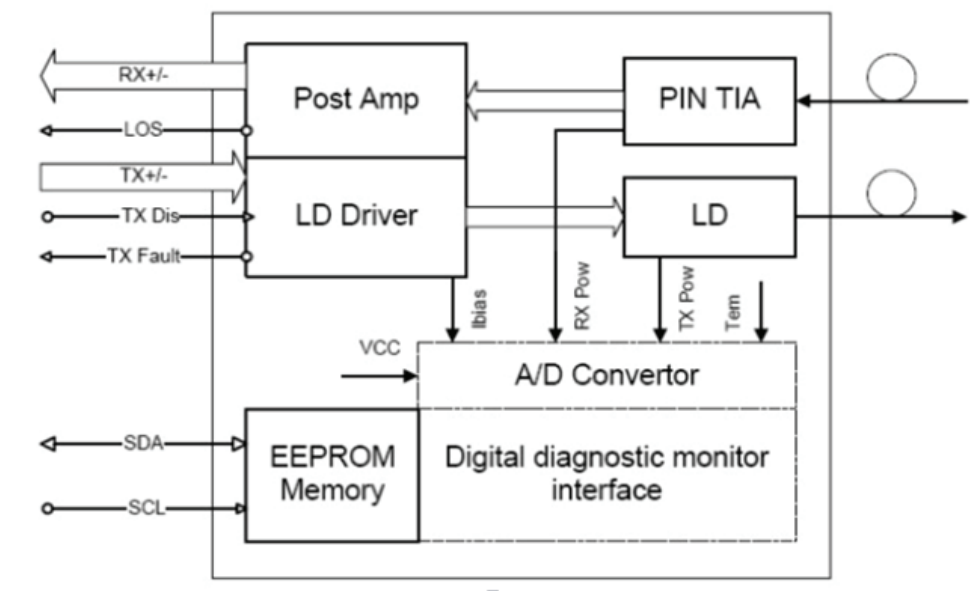 RX+/-
Post Amp
PIN TIA
LOS
TX+/-
TX Dis
LD Driver
LD
TX Fault
Ibias
RX Pow
TX Pow
Tem
VCC
A/D Convertor
SDA
EEPROM
Memory
Digital diagnostic monitor
interface
SCL